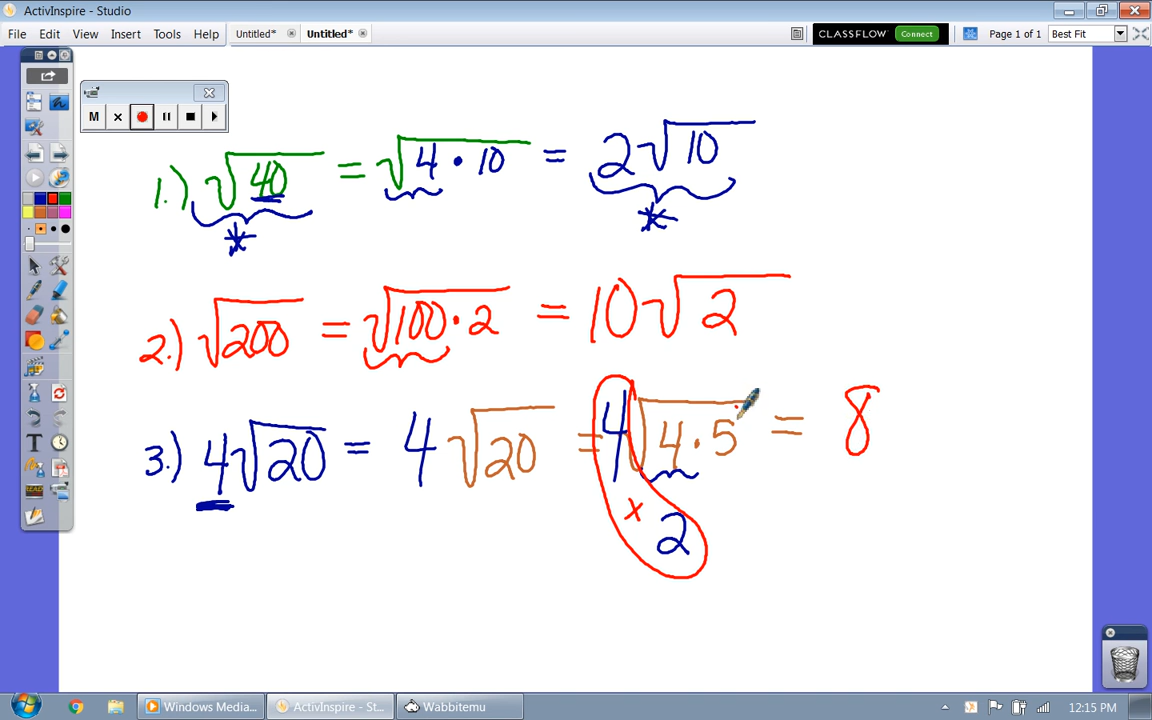 ActivInspire - Studio
File Edit View Insert Tools Help Untitled* Untitled* CLASSFLOW Connect Page 1 of 1 Best Fit
M
1.) √40 = √4 • 10 = 2√10
* *
2.) √200 = √100 • 2 = 10√2
3.) 4√20 = 4√20 = 4√4 • 5 = 8
x 2
T
Windows Media... ActivInspire - St... Wabbitemu 12:15 PM